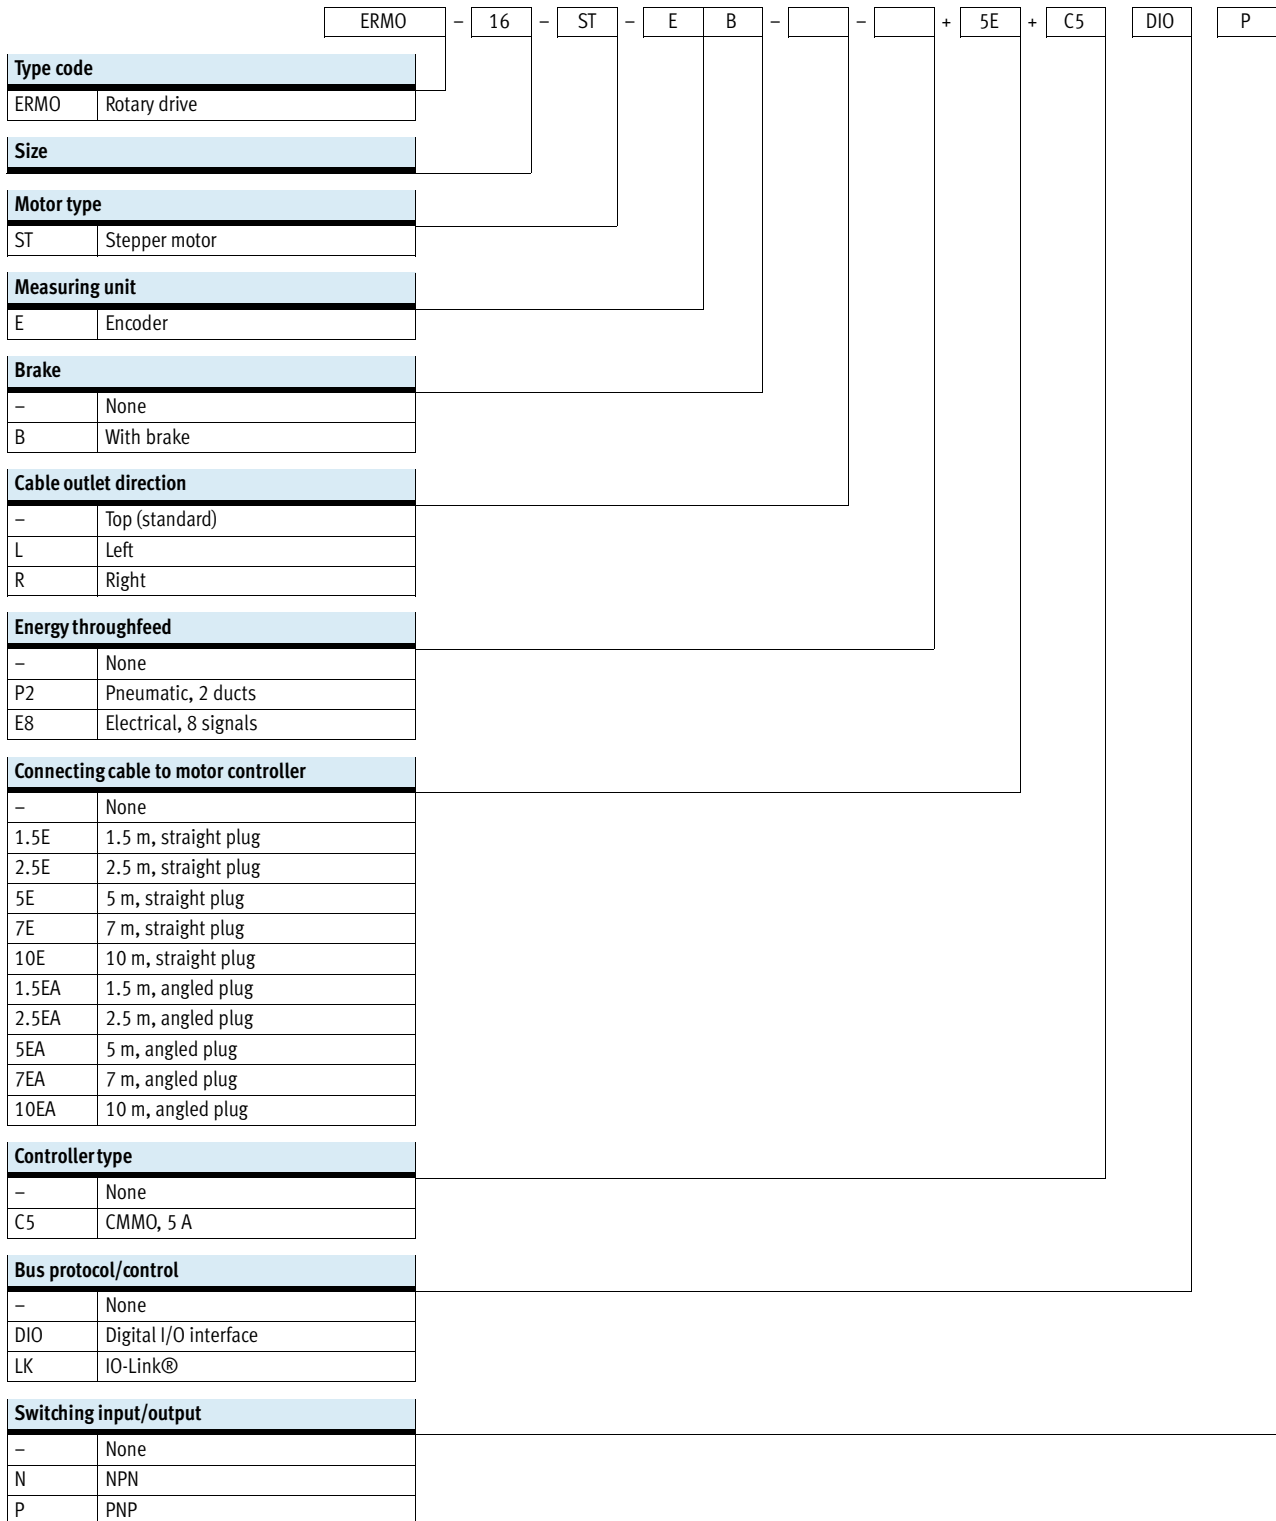 ERMO – 16 – ST – E B – – + 5E + C5 DIO P
Type code
ERMO Rotary drive
Size
Motor type
ST Stepper motor
Measuring unit
E Encoder
Brake
– None
B With brake
Cable outlet direction
– Top (standard)
L Left
R Right
Energy throughfeed
– None
P2 Pneumatic, 2 ducts
E8 Electrical, 8 signals
Connecting cable to motor controller
– None
1.5E 1.5 m, straight plug
2.5E 2.5 m, straight plug
5E 5 m, straight plug
7E 7 m, straight plug
10E 10 m, straight plug
1.5EA 1.5 m, angled plug
2.5EA 2.5 m, angled plug
5EA 5 m, angled plug
7EA 7 m, angled plug
10EA 10 m, angled plug
Controller type
– None
C5 CMMO, 5 A
Bus protocol/control
– None
DIO Digital I/O interface
LK IO-Link®
Switching input/output
– None
N NPN
P PNP